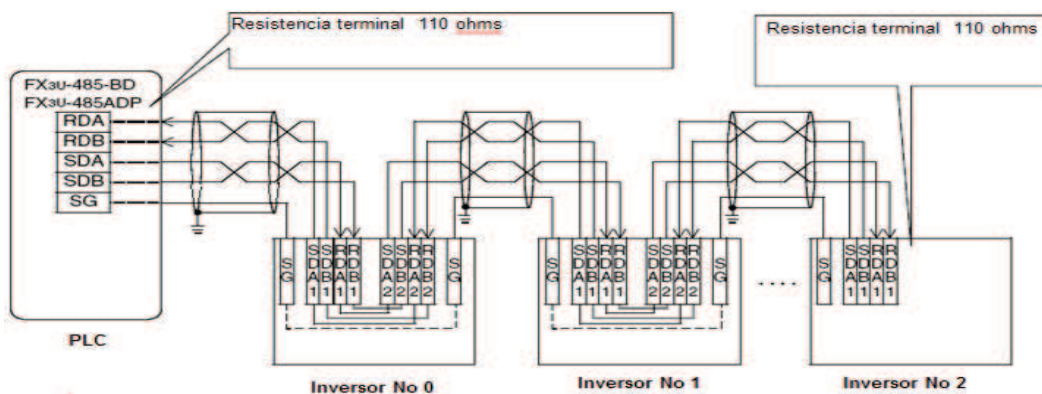 Resistencia terminal 110 ohms
Resistencia terminal 110 ohms
FX3U-485-BD
FX3U-485ADP
RDA
RDB
SDA
SDB
SG
PLC
SG
SDA1
SDB1
RDA1
RDB1
SDA2
SDB2
RDA2
RDB2
SG
Inversor No 0
SG
SDA1
SDB1
RDA1
RDB1
SDA2
SDB2
RDA2
RDB2
SG
Inversor No 1
....
SG
SDA1
SDB1
RDA1
RDB1
Inversor No 2